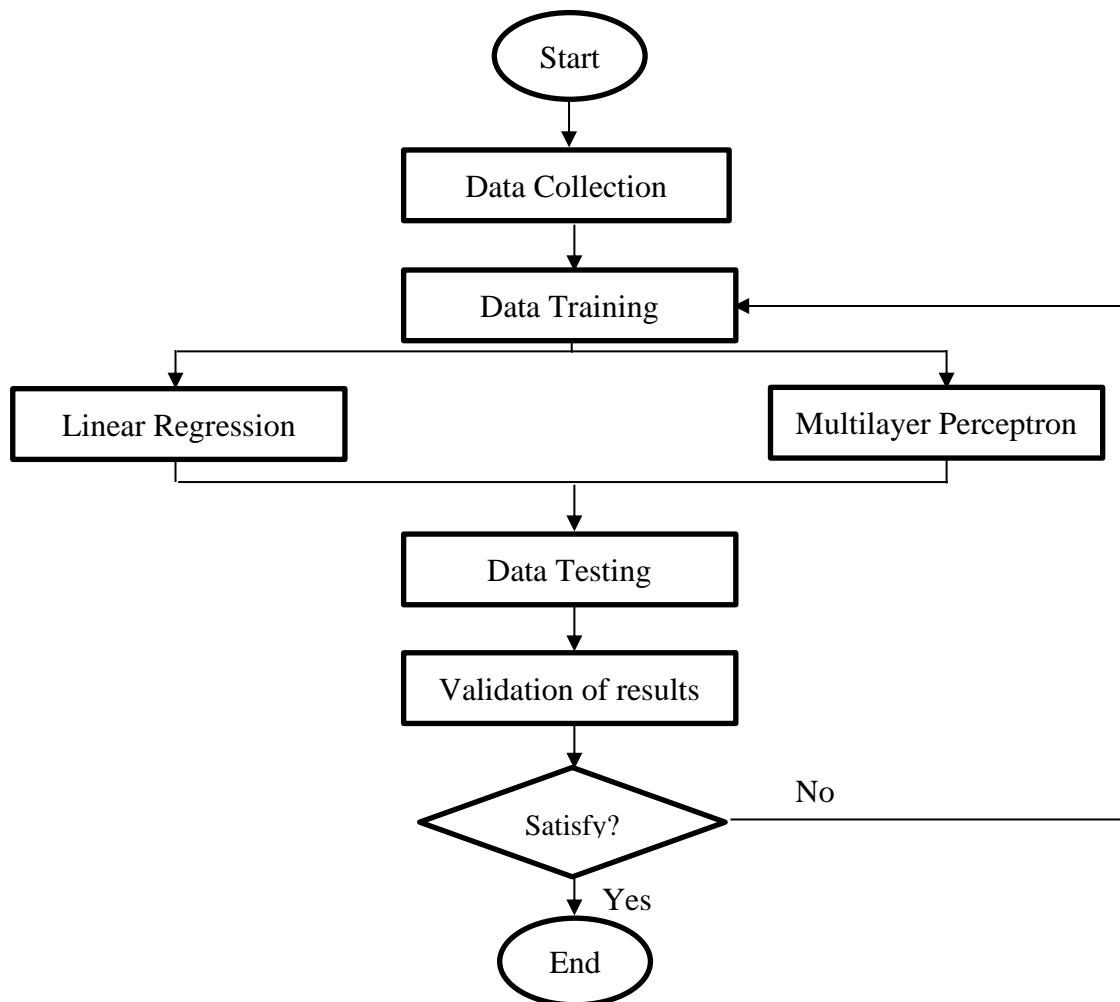 Start
Data Collection
Data Training
Linear Regression
Multilayer Perceptron
Data Testing
Validation of results
Satisfy?
No
Yes
End